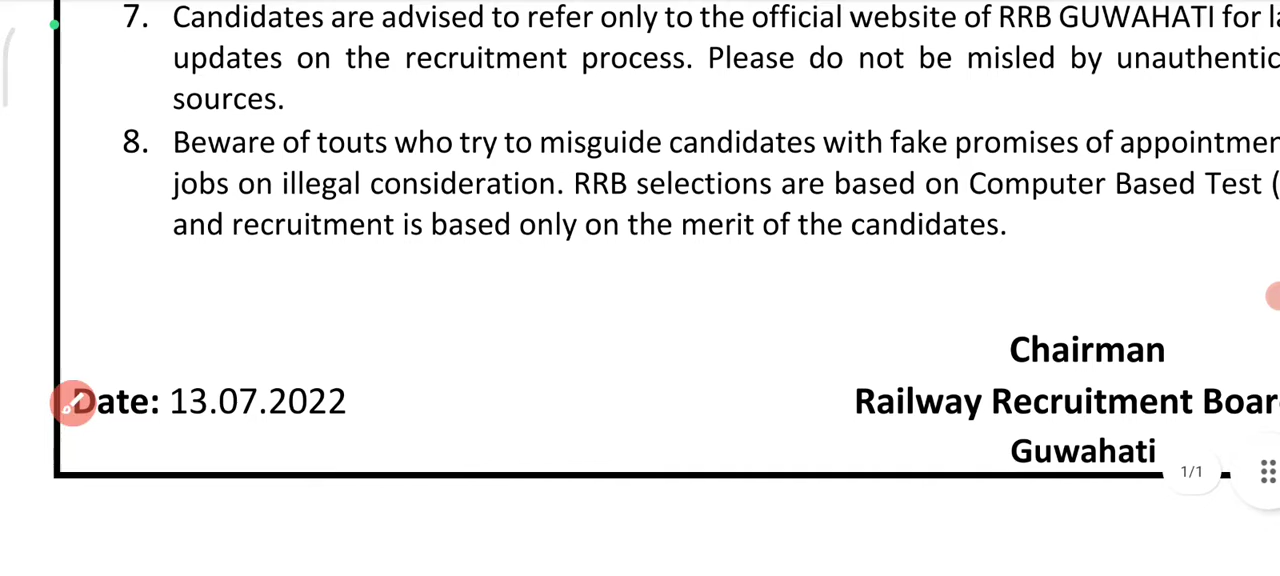 7. Candidates are advised to refer only to the official website of RRB GUWAHATI for
updates on the recruitment process. Please do not be misled by
sources.
8. Beware of touts who try to misguide candidates with fake promises of
jobs on illegal consideration. RRB selections are based on Computer Based Test (
and recruitment is based only on the merit of the candidates.
Chairman
Date: 13.07.2022 Railway Recruitment
Guwahati
1/1